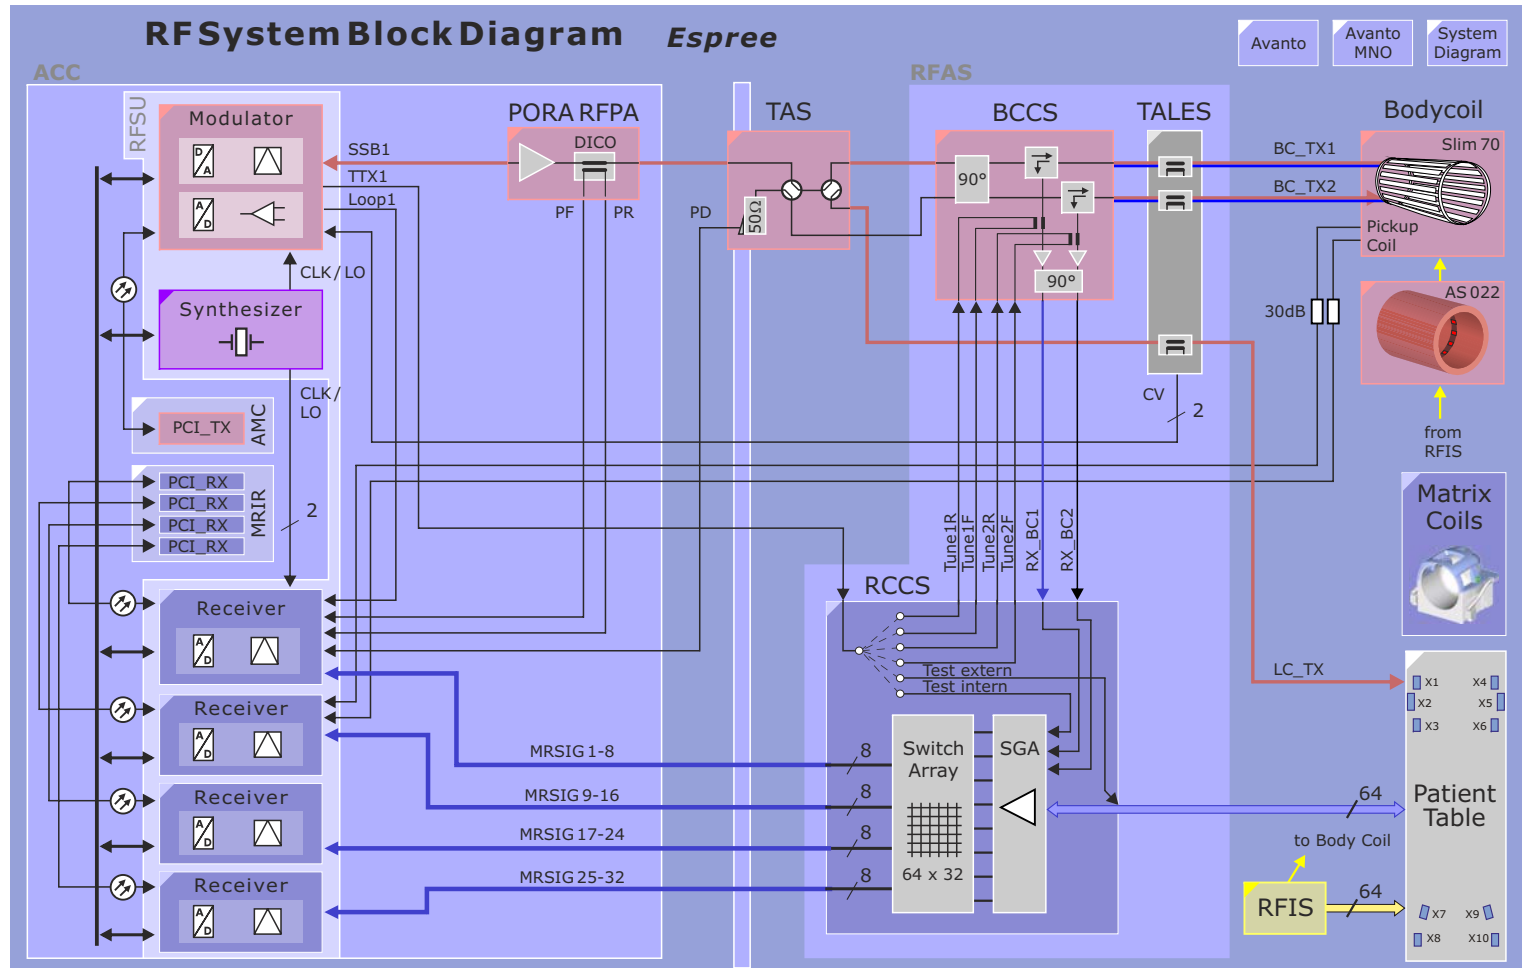 RF System Block Diagram Espree
Avanto
Avanto
MNO
System
Diagram
ACC
RFAS
RFSU
Modulator
D
A
A
D
SSB1
TTX1
Loop1
PORA RFPA
DICO
PF
PR
TAS
PD
50Ω
BCCS
90°
90°
TALES
BC_TX1
BC_TX2
Bodycoil
Slim 70
Pickup
Coil
30dB
AS 022
from
RFIS
CLK / LO
Synthesizer
CLK /
LO
CV
2
PCI_TX
AMC
PCI_RX
PCI_RX
PCI_RX
PCI_RX
MRIR
2
Matrix
Coils
Tune1R
Tune1F
Tune2R
Tune2F
RX_BC1
RX_BC2
RCCS
Receiver
A
D
Receiver
A
D
Receiver
A
D
Receiver
A
D
Test extern
Test intern
LC_TX
MRSIG 1-8
8
MRSIG 9-16
8
MRSIG 17-24
8
MRSIG 25-32
8
Switch
Array
64 x 32
SGA
64
to Body Coil
RFIS
64
X1
X4
X2
X5
X3
X6
Patient
Table
X7
X9
X8
X10